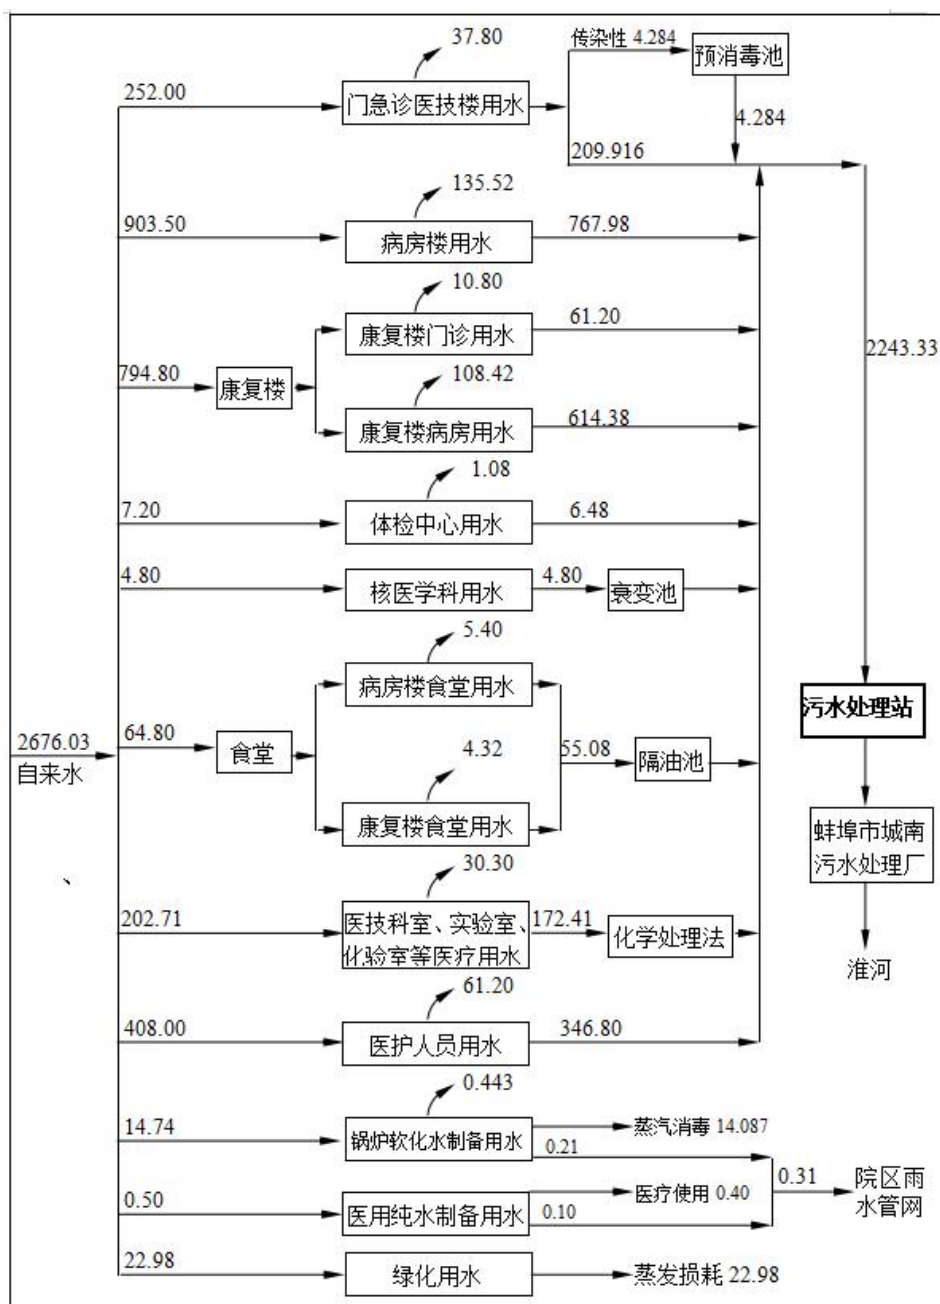 37.80
传染性 4.284
预消毒池
252.00
门急诊医技楼用水
4.284
209.916
135.52
903.50
病房楼用水
767.98
10.80
康复楼门诊用水
61.20
2243.33
794.80
康复楼
108.42
康复楼病房用水
614.38
1.08
7.20
体检中心用水
6.48
4.80
核医学科用水
4.80
衰变池
5.40
病房楼食堂用水
污水处理站
2676.03
自来水
64.80
食堂
4.32
55.08
隔油池
康复楼食堂用水
蚌埠市城南
污水处理厂
30.30
202.71
医技科室、实验室、
化验室等医疗用水
172.41
化学处理法
淮河
61.20
408.00
医护人员用水
346.80
0.443
14.74
锅炉软化水制备用水
蒸汽消毒 14.087
0.21
0.31
院区雨
水管网
0.50
医用纯水制备用水
医疗使用 0.40
0.10
22.98
绿化用水
蒸发损耗 22.98